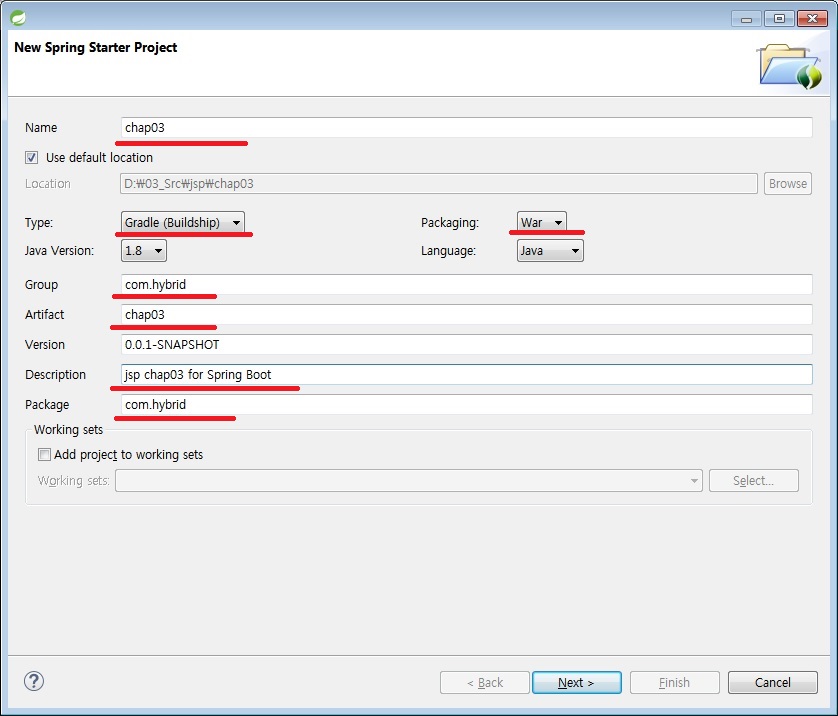 New Spring Starter Project
Name chap03
Use default location
Location D:₩03_Src₩jsp₩chap03 Browse
Type: Gradle (Buildship) Packaging: War
Java Version: 1.8 Language: Java
Group com.hybrid
Artifact chap03
Version 0.0.1-SNAPSHOT
Description jsp chap03 for Spring Boot
Package com.hybrid
Working sets
Add project to working sets
Working sets: Select...
? < Back Next > Finish Cancel